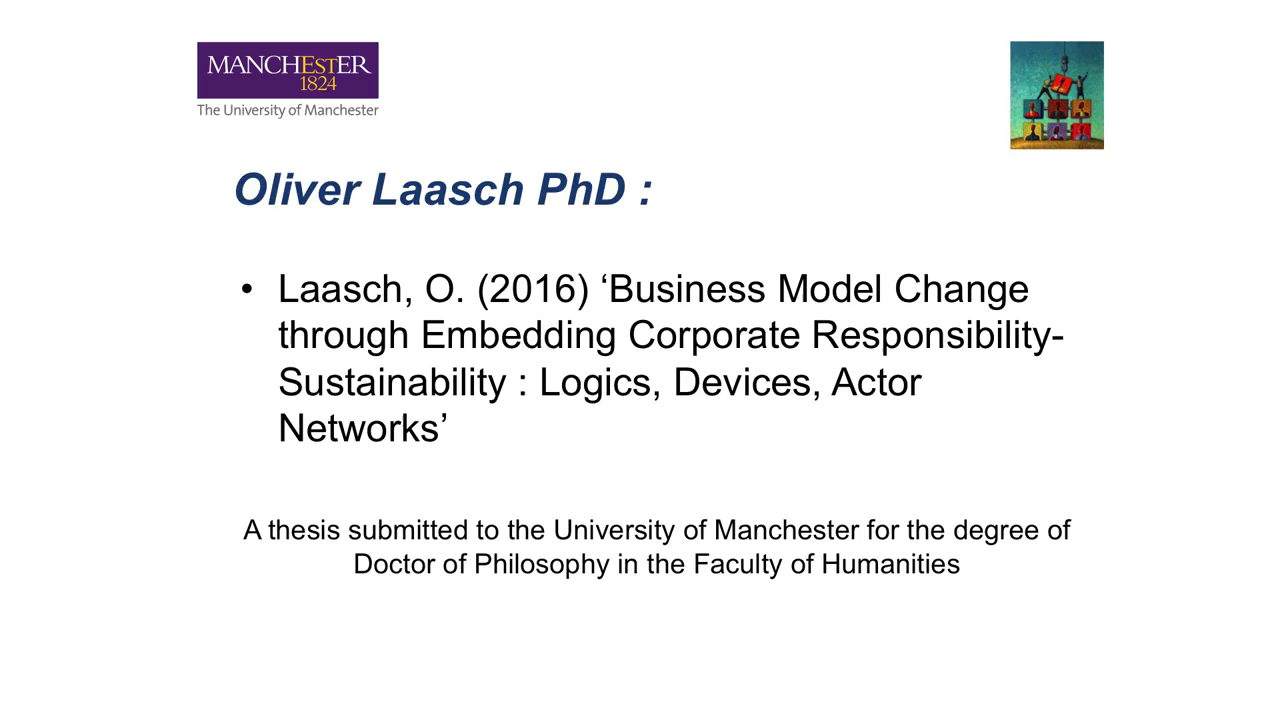 MANCHESTER
1824
The University of Manchester
Oliver Laasch PhD :
• Laasch, O. (2016) ‘Business Model Change
through Embedding Corporate Responsibility-
Sustainability : Logics, Devices, Actor
Networks’
A thesis submitted to the University of Manchester for the degree of
Doctor of Philosophy in the Faculty of Humanities